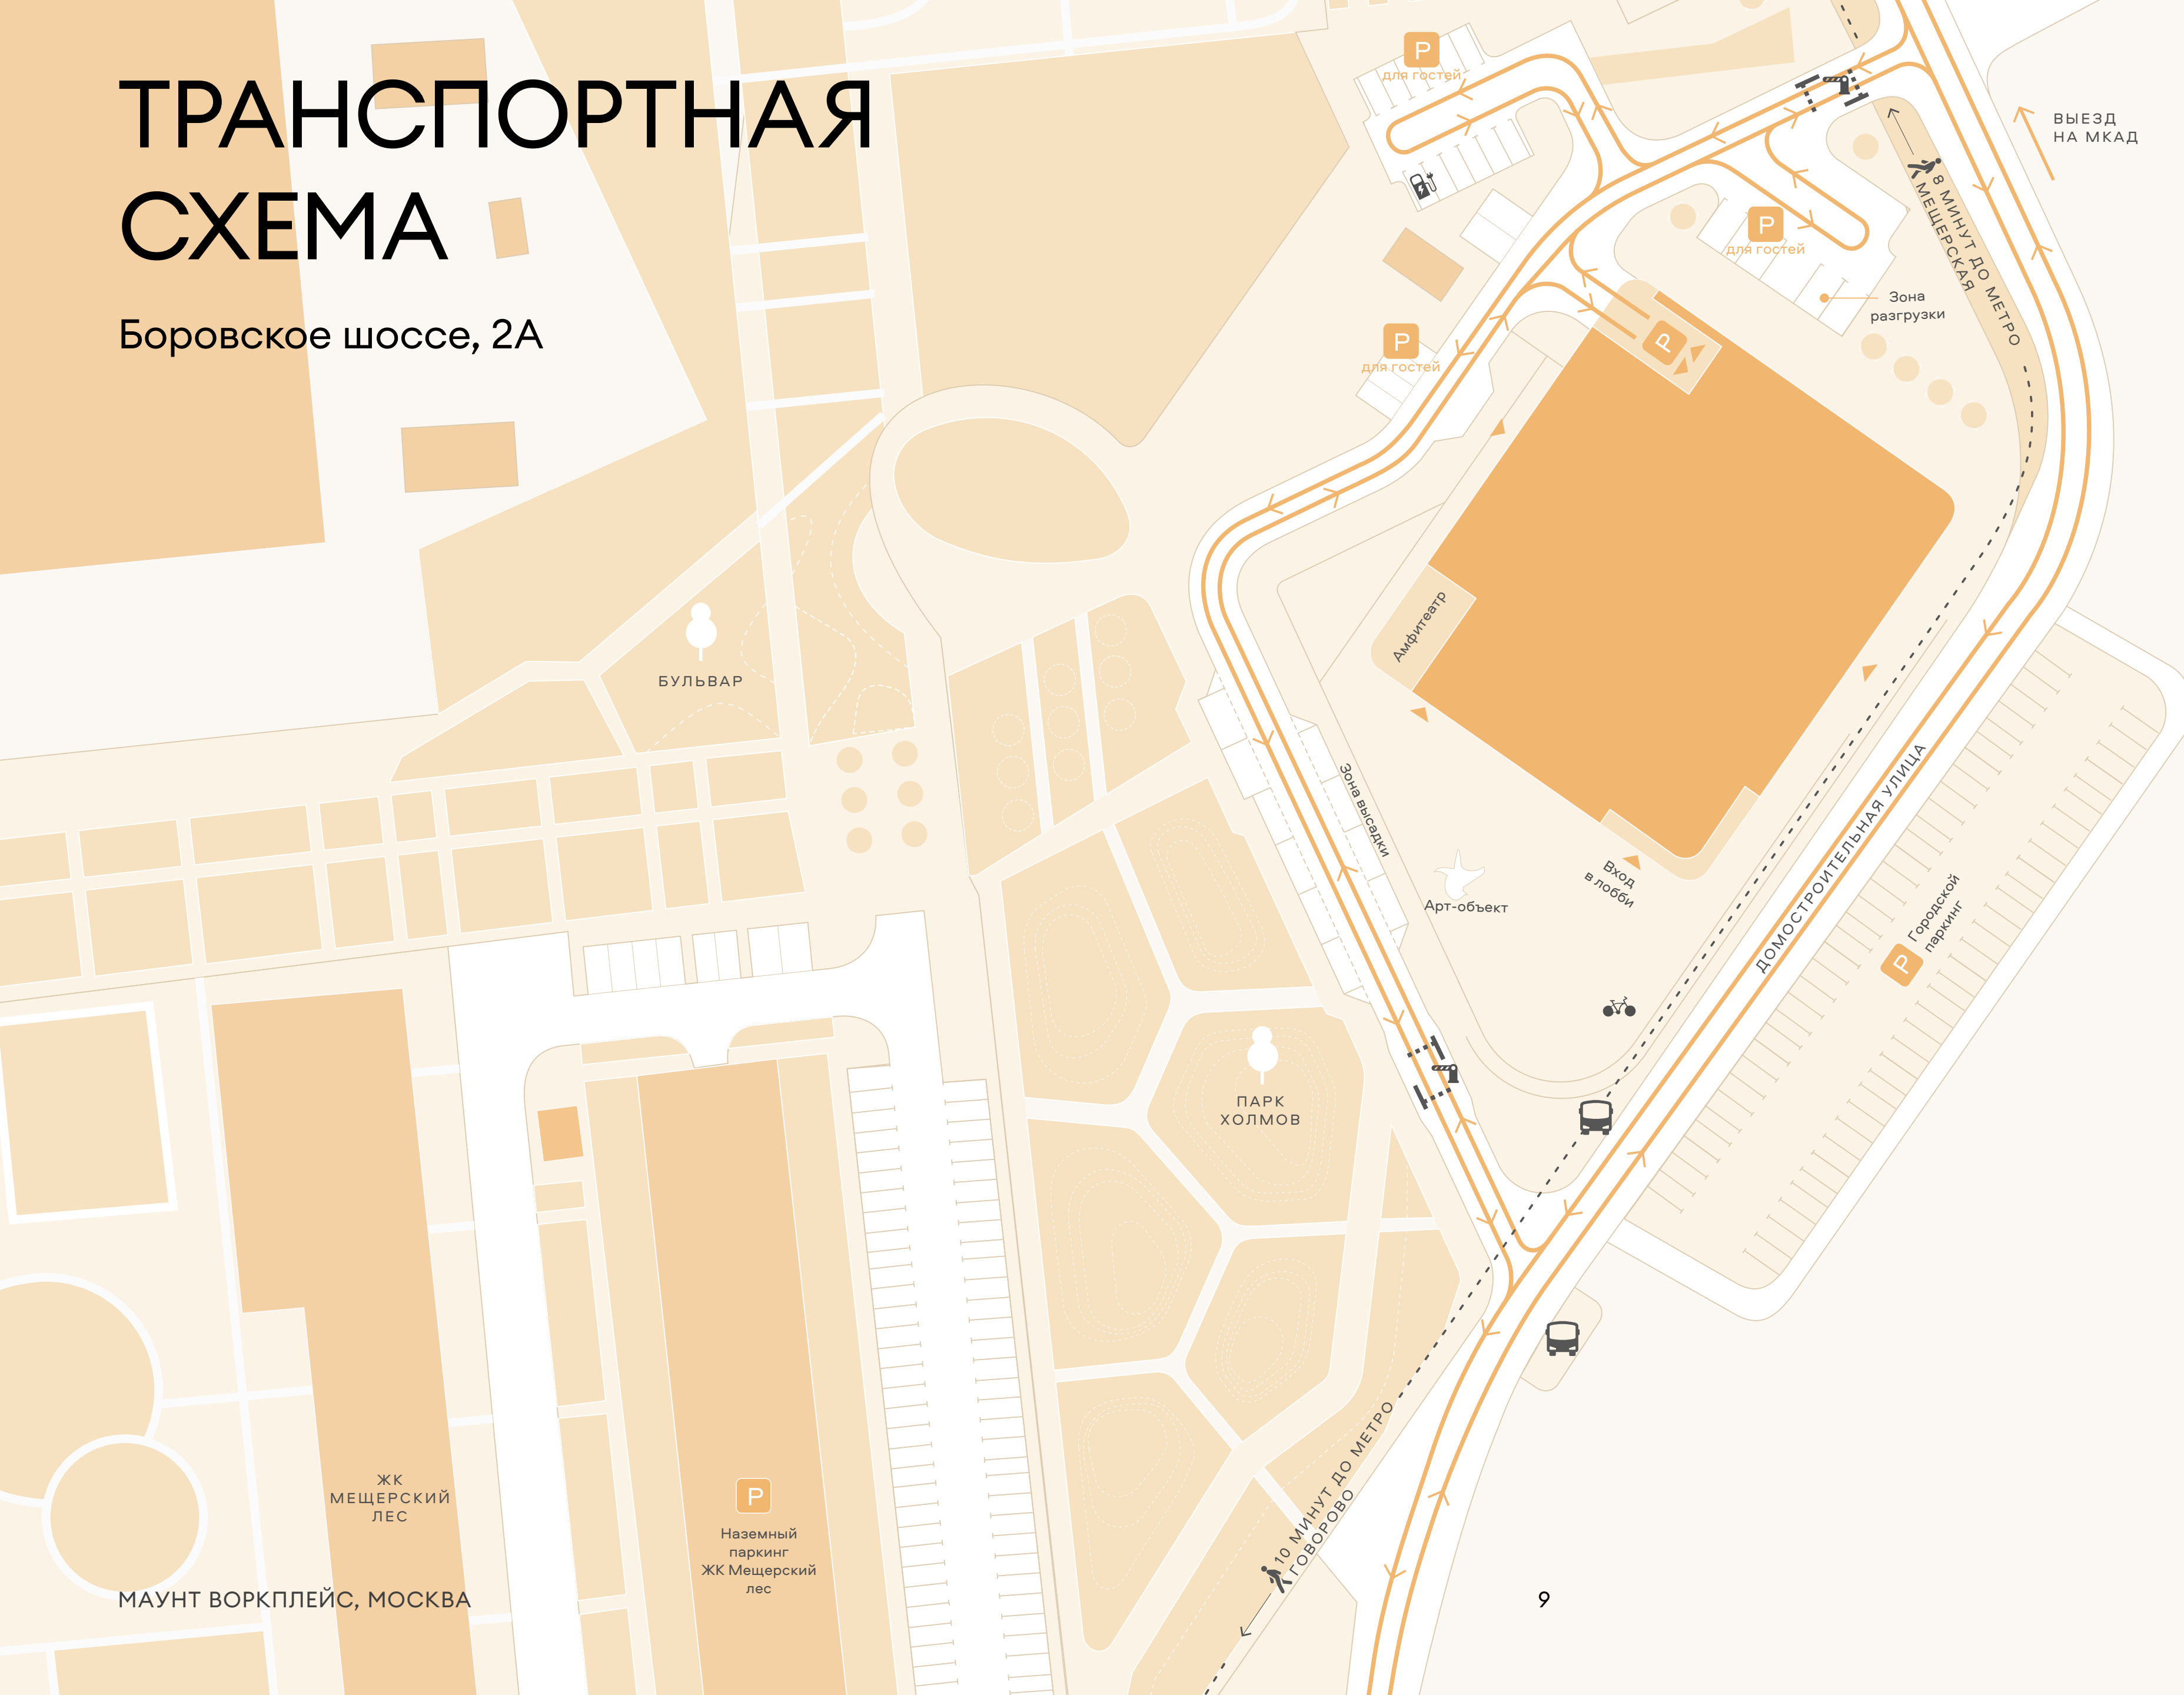 ТРАНСПОРТНАЯ
СХЕМА
Боровское шоссе, 2А
P
для гостей
ВЫЕЗД
НА МКАД
8 МИНУТ ДО МЕТРО
МЕЩЕРСКАЯ
P
для гостей
Зона
разгрузки
P
для гостей
P
Амфитеатр
БУЛЬВАР
Зона высадки
Арт-объект
Вход
в лобби
ДОМОСТРОИТЕЛЬНАЯ УЛИЦА
P
Городской
паркинг
ПАРК
ХОЛМОВ
10 МИНУТ ДО МЕТРО
ГОВОРОВО
ЖК
МЕЩЕРСКИЙ
ЛЕС
P
Наземный
паркинг
ЖК Мещерский
лес
МАУНТ ВОРКПЛЕЙС, МОСКВА
9